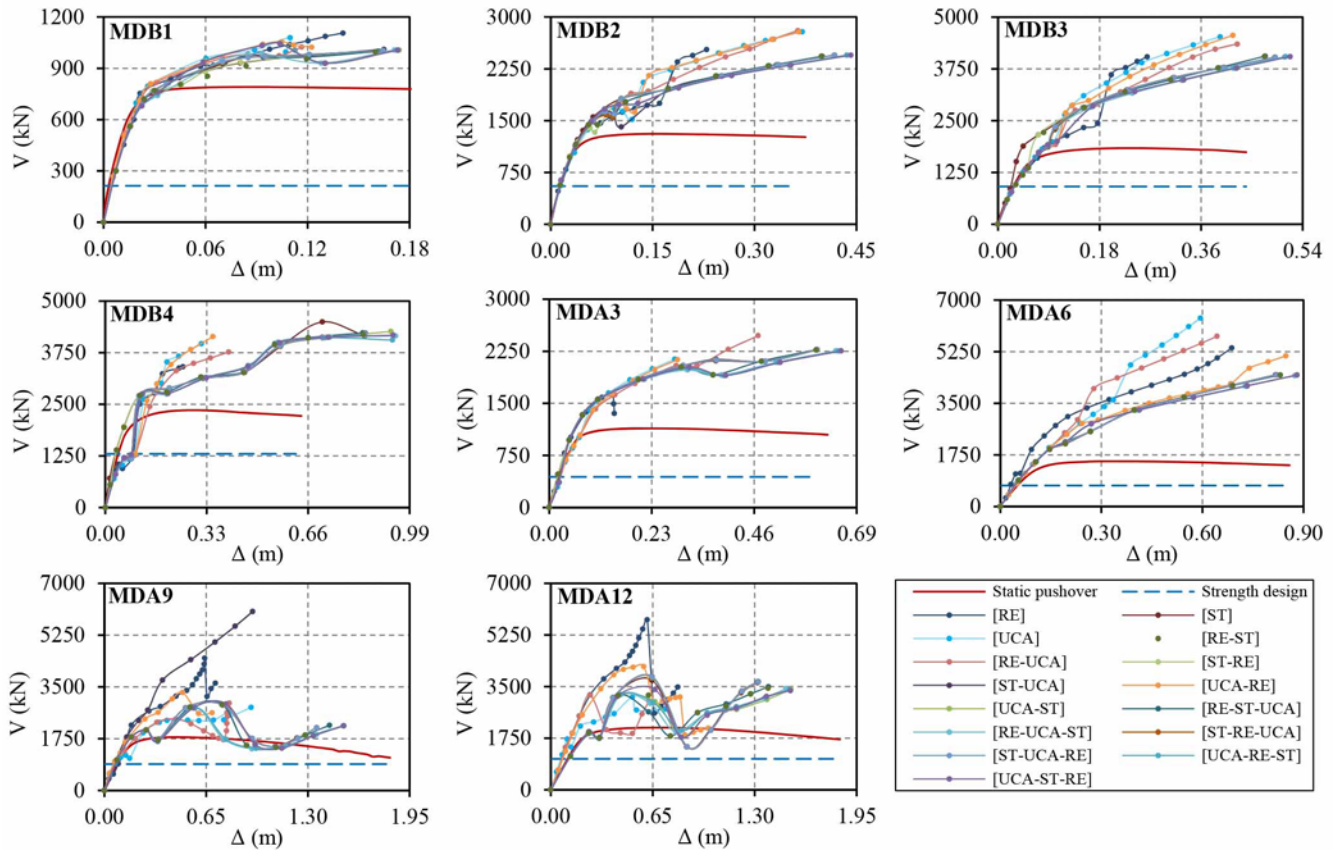 MDB1
V (kN)
1200
900
600
300
0
0.00 0.06 0.12 0.18
Δ (m)
MDB2
V (kN)
3000
2250
1500
750
0
0.00 0.15 0.30 0.45
Δ (m)
MDB3
V (kN)
5000
3750
2500
1250
0
0.00 0.18 0.36 0.54
Δ (m)
MDB4
V (kN)
5000
3750
2500
1250
0
0.00 0.33 0.66 0.99
Δ (m)
MDA3
V (kN)
3000
2250
1500
750
0
0.00 0.23 0.46 0.69
Δ (m)
MDA6
V (kN)
7000
5250
3500
1750
0
0.00 0.30 0.60 0.90
Δ (m)
MDA9
V (kN)
7000
5250
3500
1750
0
0.00 0.65 1.30 1.95
Δ (m)
MDA12
V (kN)
7000
5250
3500
1750
0
0.00 0.65 1.30 1.95
Δ (m)
Static pushover Strength design
[RE] [ST]
[UCA] [RE-ST]
[RE-UCA] [ST-RE]
[ST-UCA] [UCA-RE]
[UCA-ST] [RE-ST-UCA]
[RE-UCA-ST] [ST-RE-UCA]
[ST-UCA-RE] [UCA-RE-ST]
[UCA-ST-RE]